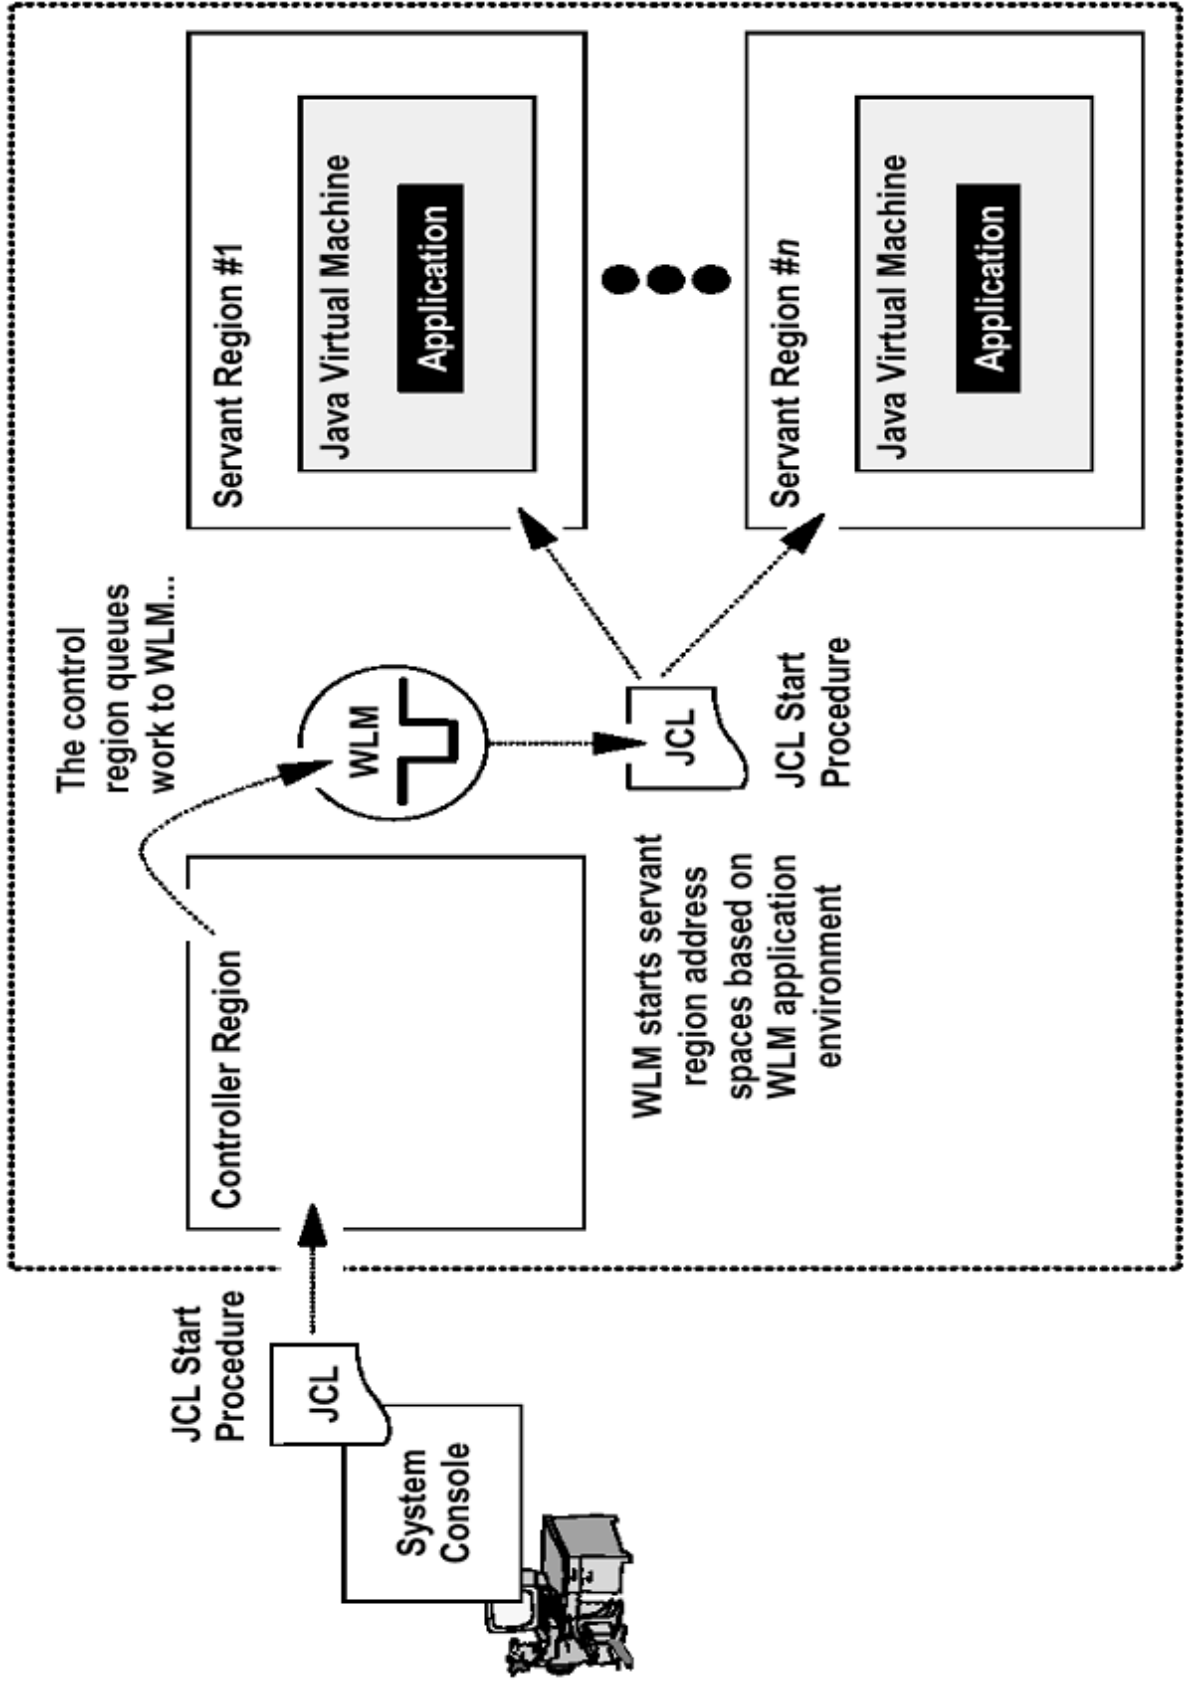 System
Console
JCL
JCL Start
Procedure
Controller Region
The control
region queues
work to WLM...
WLM
WLM starts servant
region address
spaces based on
WLM application
environment
JCL
JCL Start
Procedure
Servant Region #1
Java Virtual Machine
Application
Servant Region #n
Java Virtual Machine
Application